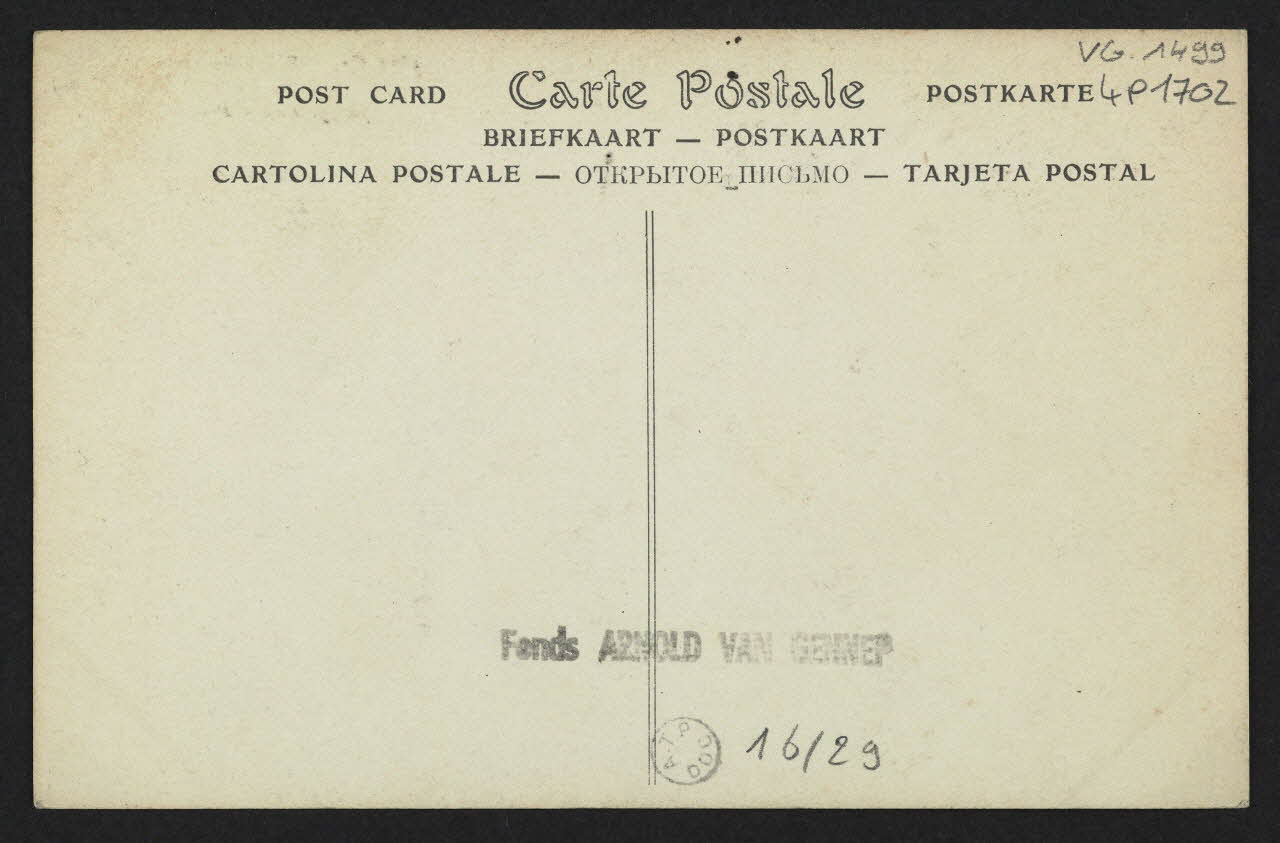 VG. 1499
POST CARD Carte Postale POSTKARTE 4P1702
BRIEFKAART — POSTKAART
CARTOLINA POSTALE — ОТКРЫТОЕ ПИСЬМО — TARJETA POSTAL
Fonds ARNOLD VAN GENNEP
A.T.P
DOC
16/29